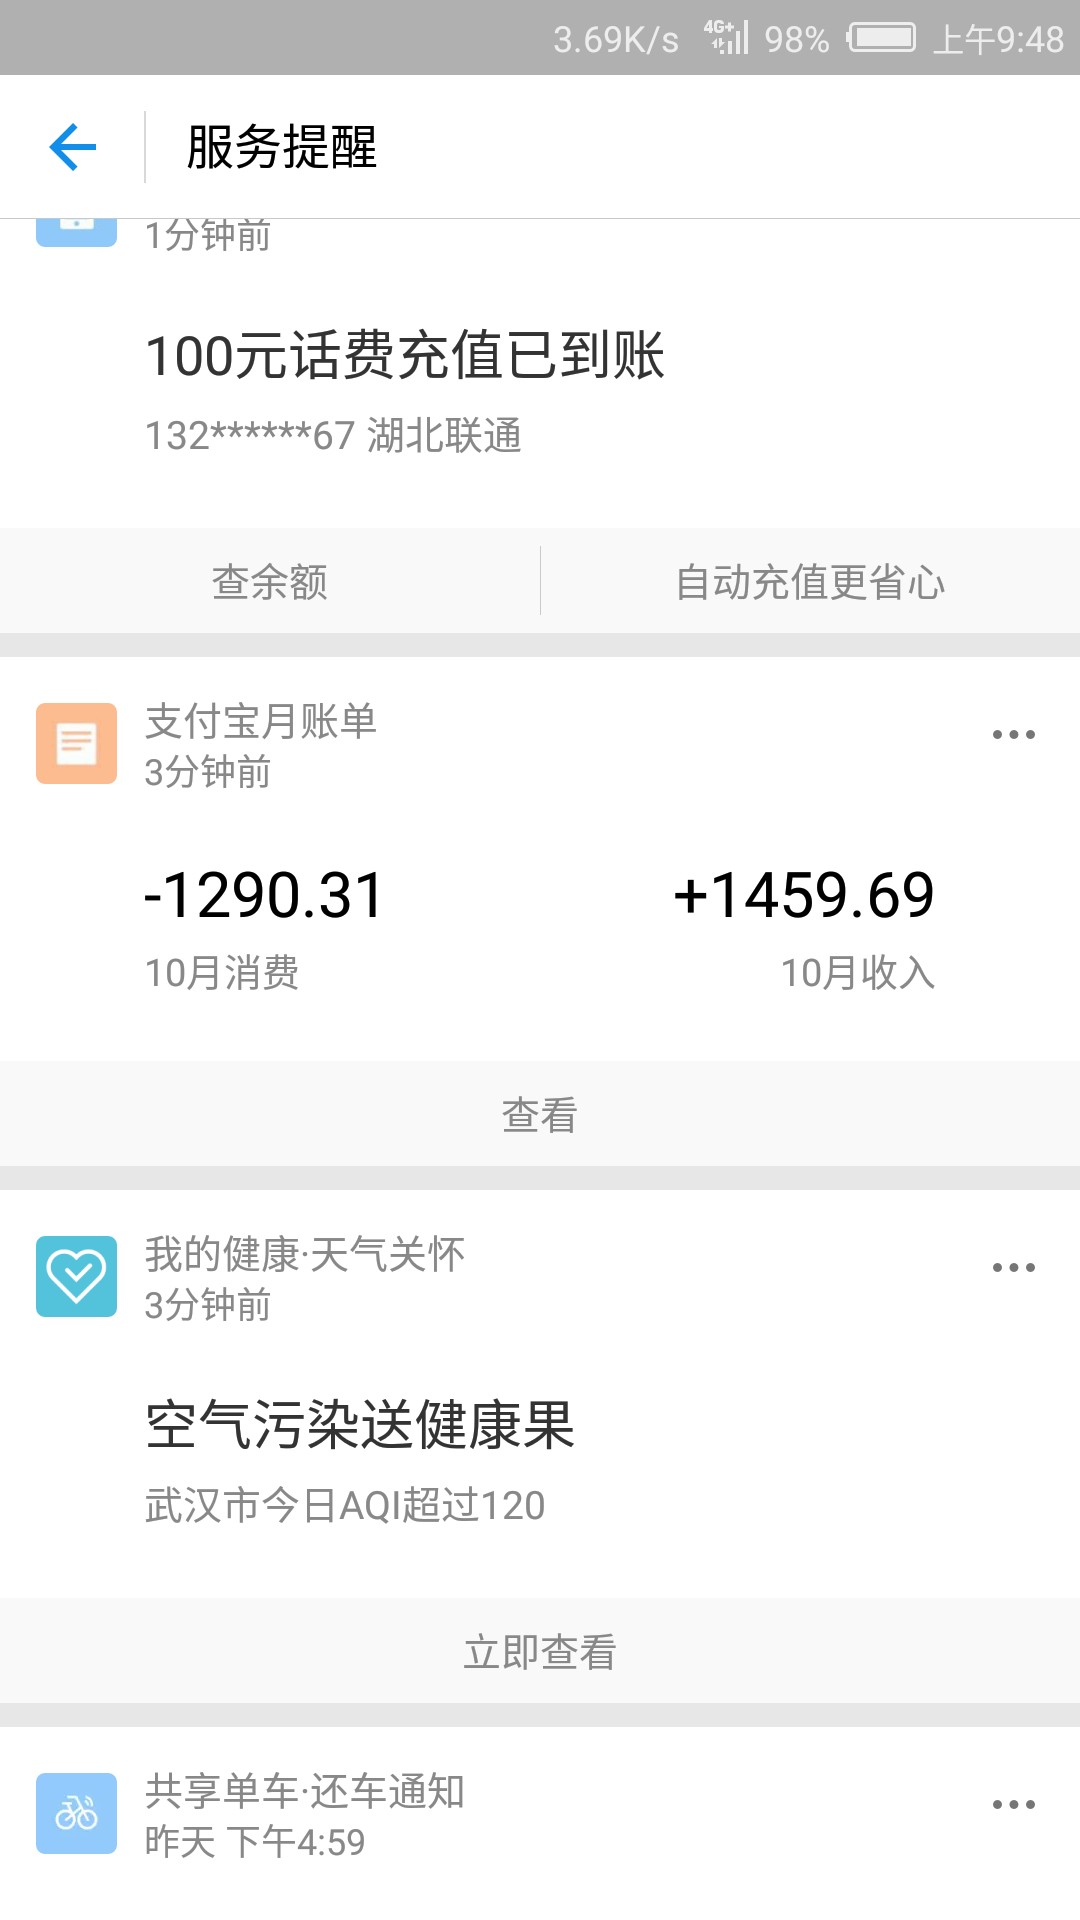 3.69K/s 4G+ 98% 上午9:48
服务提醒
1分钟前
100元话费充值已到账
132******67 湖北联通
查余额 自动充值更省心
支付宝月账单
3分钟前
-1290.31 +1459.69
10月消费 10月收入
查看
我的健康·天气关怀
3分钟前
空气污染送健康果
武汉市今日AQI超过120
立即查看
共享单车·还车通知
昨天 下午4:59